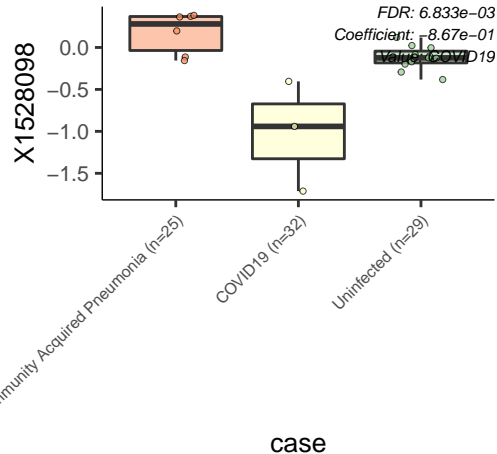 FDR: 6.833e−03
Coefficient: −8.67e−01
Value: COVID19
X1528098
0.0
−0.5
−1.0
−1.5
Acquired Pneumonia (n=25)
COVID19 (n=32)
Uninfected (n=29)
case